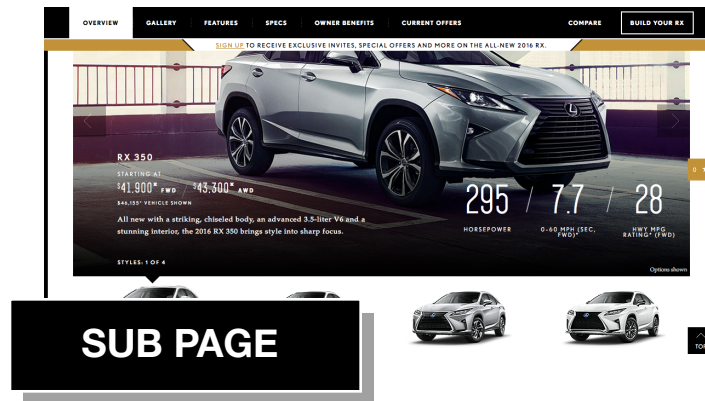 OVERVIEW GALLERY FEATURES SPECS OWNER BENEFITS CURRENT OFFERS COMPARE BUILD YOUR RX
SIGN UP TO RECEIVE EXCLUSIVE INVITES, SPECIAL OFFERS AND MORE ON THE ALL-NEW 2016 RX.
RX 350
STARTING AT
$41,900* FWD / $43,300* AWD
$46,155* VEHICLE SHOWN
All new with a striking, chiseled body, an advanced 3.5-liter V6 and a
stunning interior, the 2016 RX 350 brings style into sharp focus.
295 / 7.7 / 28
HORSEPOWER 0-60 MPH (SEC, HWY MPG
FWD)* RATING* (FWD)
0
STYLES: 1 OF 4
Options shown
TOP
SUB PAGE